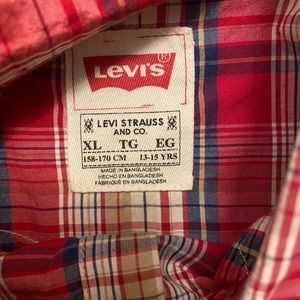 LEVI'S®
LEVI STRAUSS
AND CO.
XL TG EG
158-170 CM 13-15 YRS
MADE IN BANGLADESH
HECHO EN BANGLADESH
FABRIQUÉ EN BANGLADESH